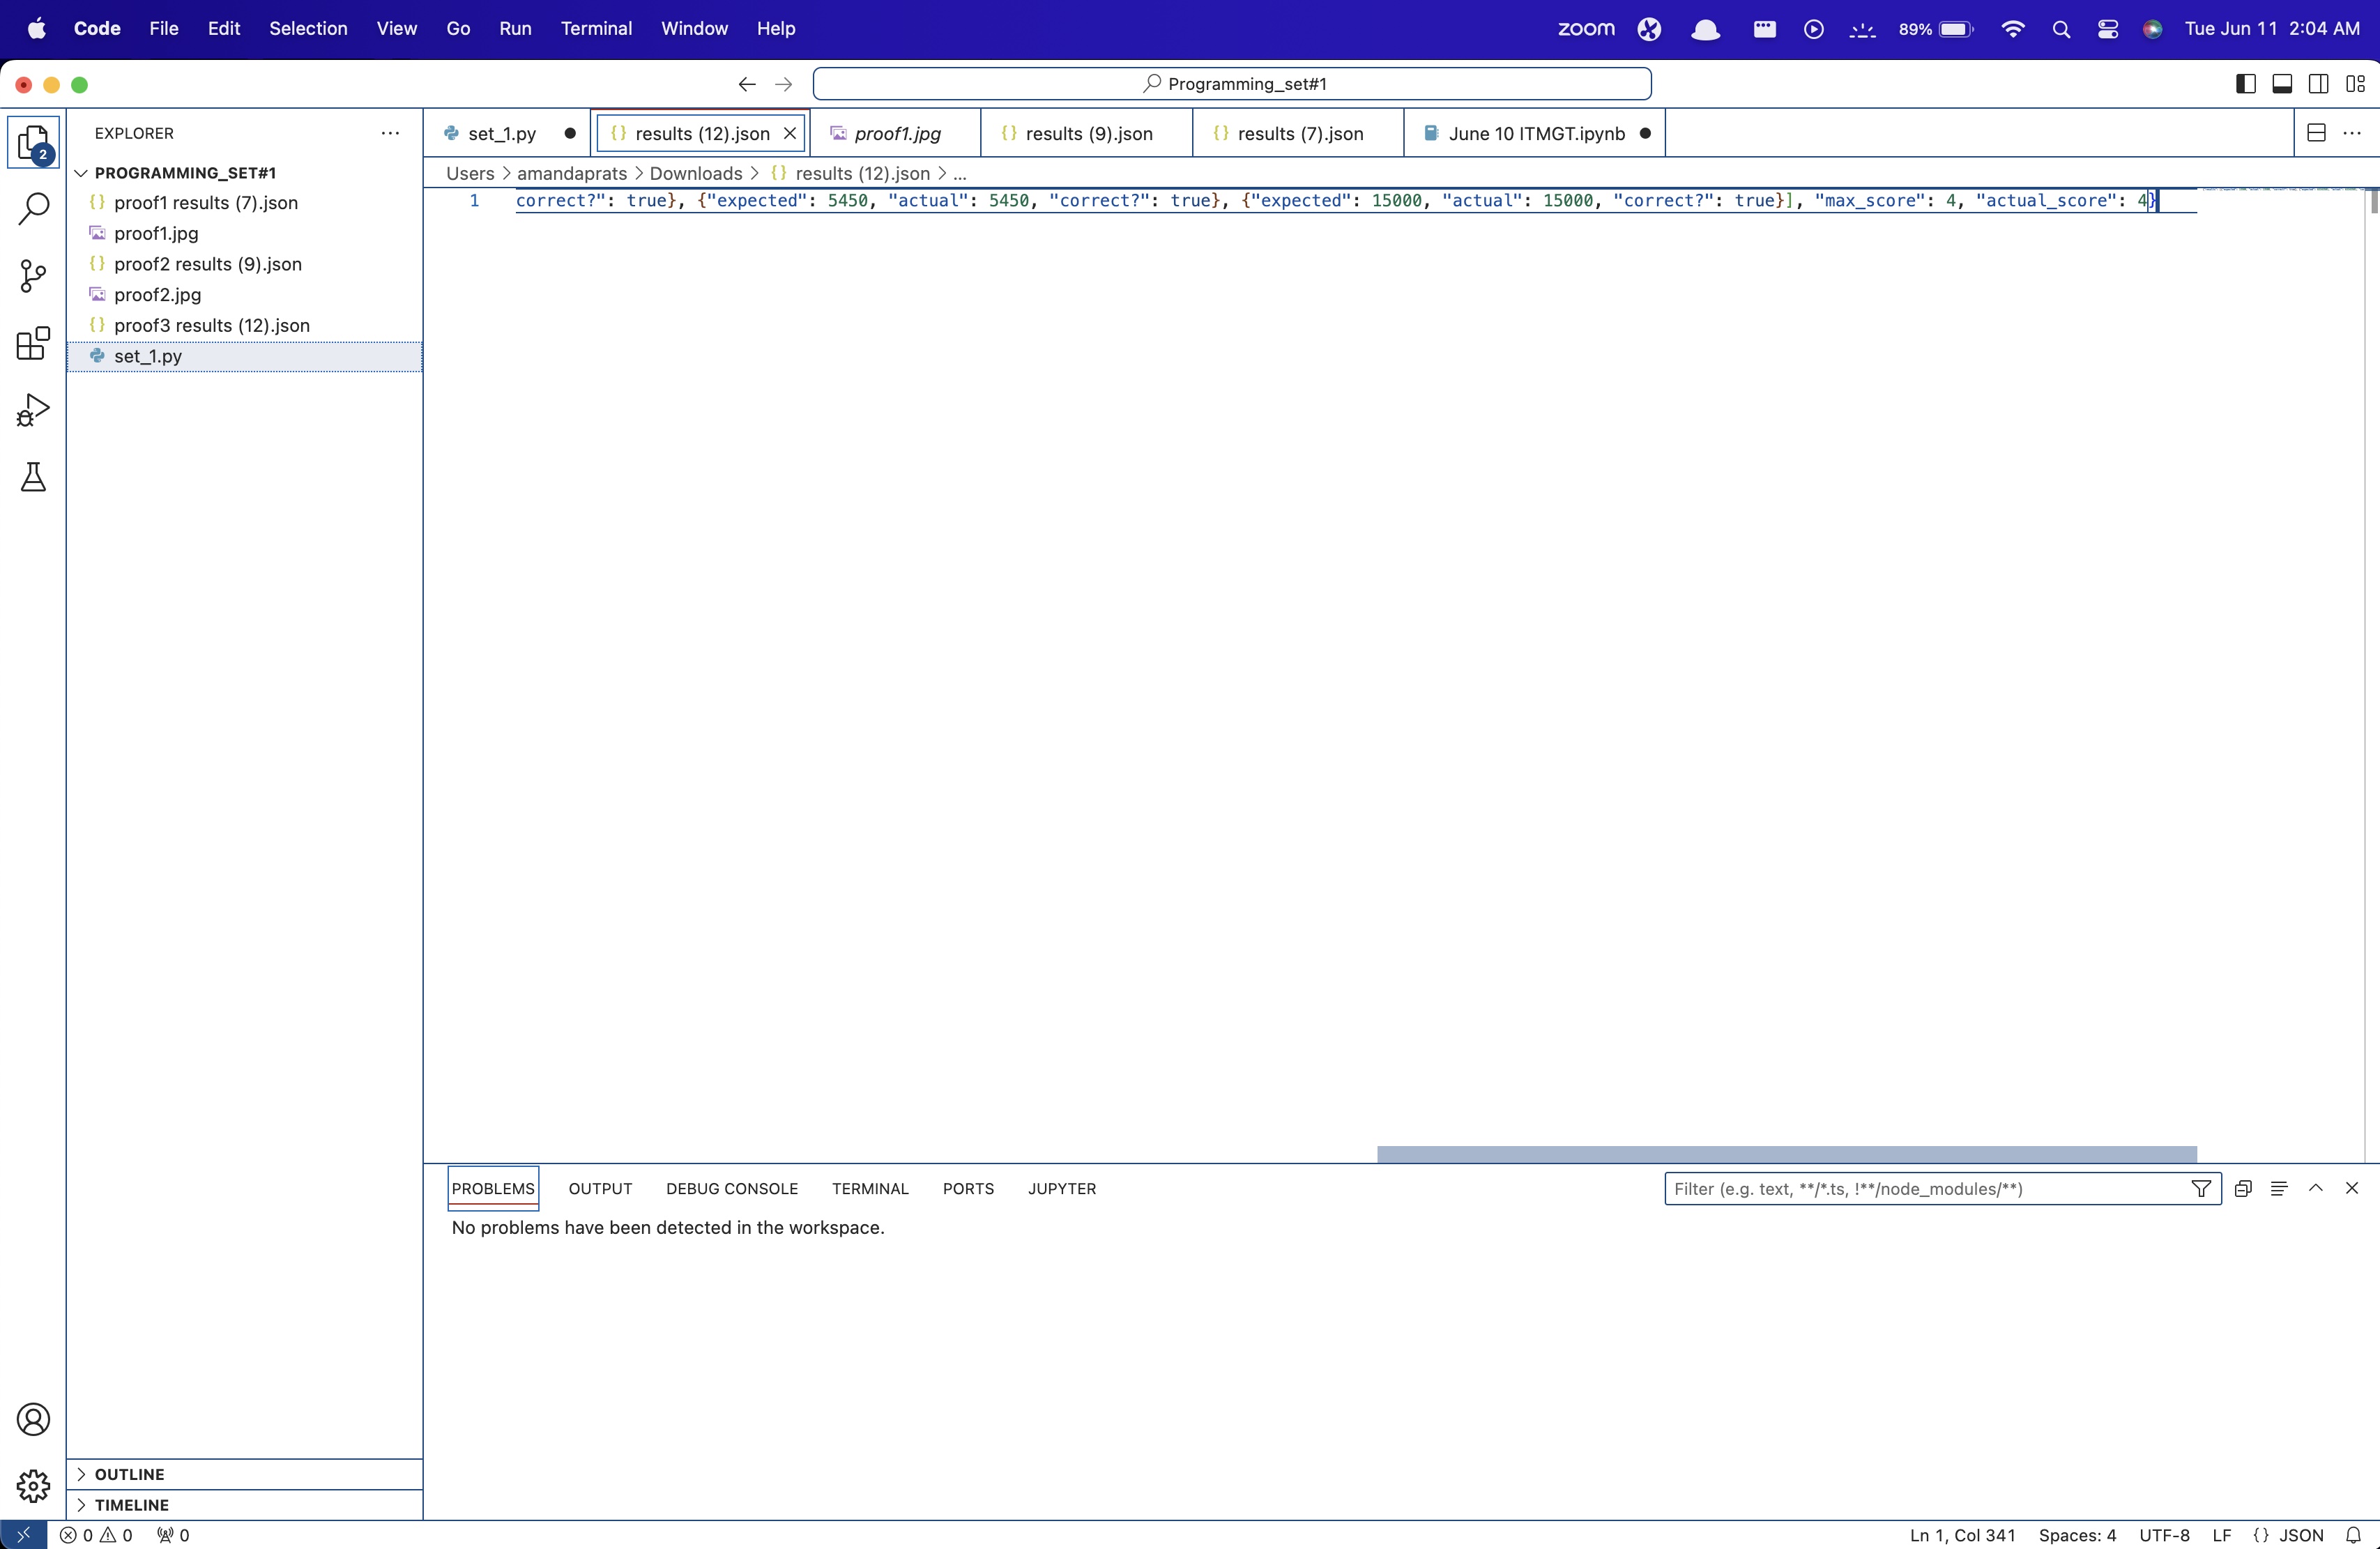 Code File Edit Selection View Go Run Terminal Window Help zoom 89% Tue Jun 11 2:04 AM
Programming_set#1
EXPLORER
2
PROGRAMMING_SET#1
{} proof1 results (7).json
proof1.jpg
{} proof2 results (9).json
proof2.jpg
{} proof3 results (12).json
set_1.py
set_1.py {} results (12).json proof1.jpg {} results (9).json {} results (7).json June 10 ITMGT.ipynb
Users > amandaprats > Downloads > {} results (12).json > ...
1 correct?": true}, {"expected": 5450, "actual": 5450, "correct?": true}, {"expected": 15000, "actual": 15000, "correct?": true}], "max_score": 4, "actual_score": 4}
PROBLEMS OUTPUT DEBUG CONSOLE TERMINAL PORTS JUPYTER Filter (e.g. text, **/*.ts, !**/node_modules/**)
No problems have been detected in the workspace.
OUTLINE
TIMELINE
0 0 0 Ln 1, Col 341 Spaces: 4 UTF-8 LF {} JSON